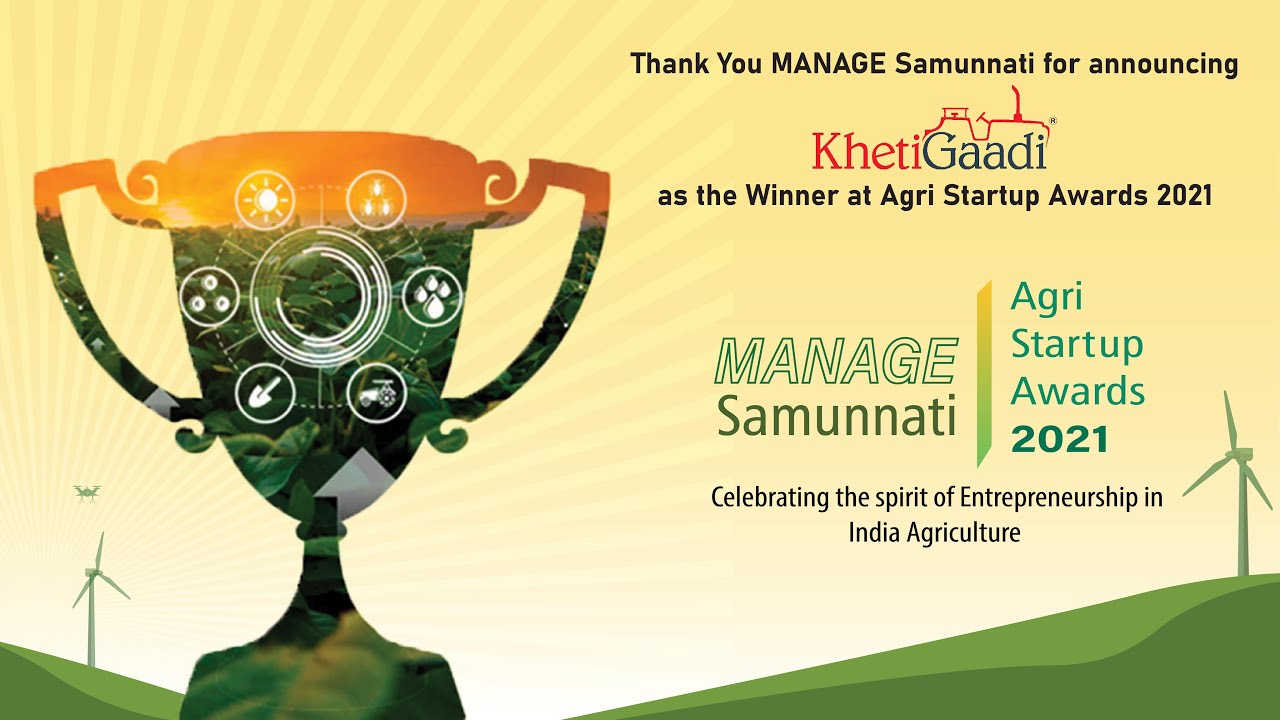 Thank You MANAGE Samunnati for announcing
KhetiGaadi®
as the Winner at Agri Startup Awards 2021
MANAGE
Samunnati
Agri
Startup
Awards
2021
Celebrating the spirit of Entrepreneurship in
India Agriculture